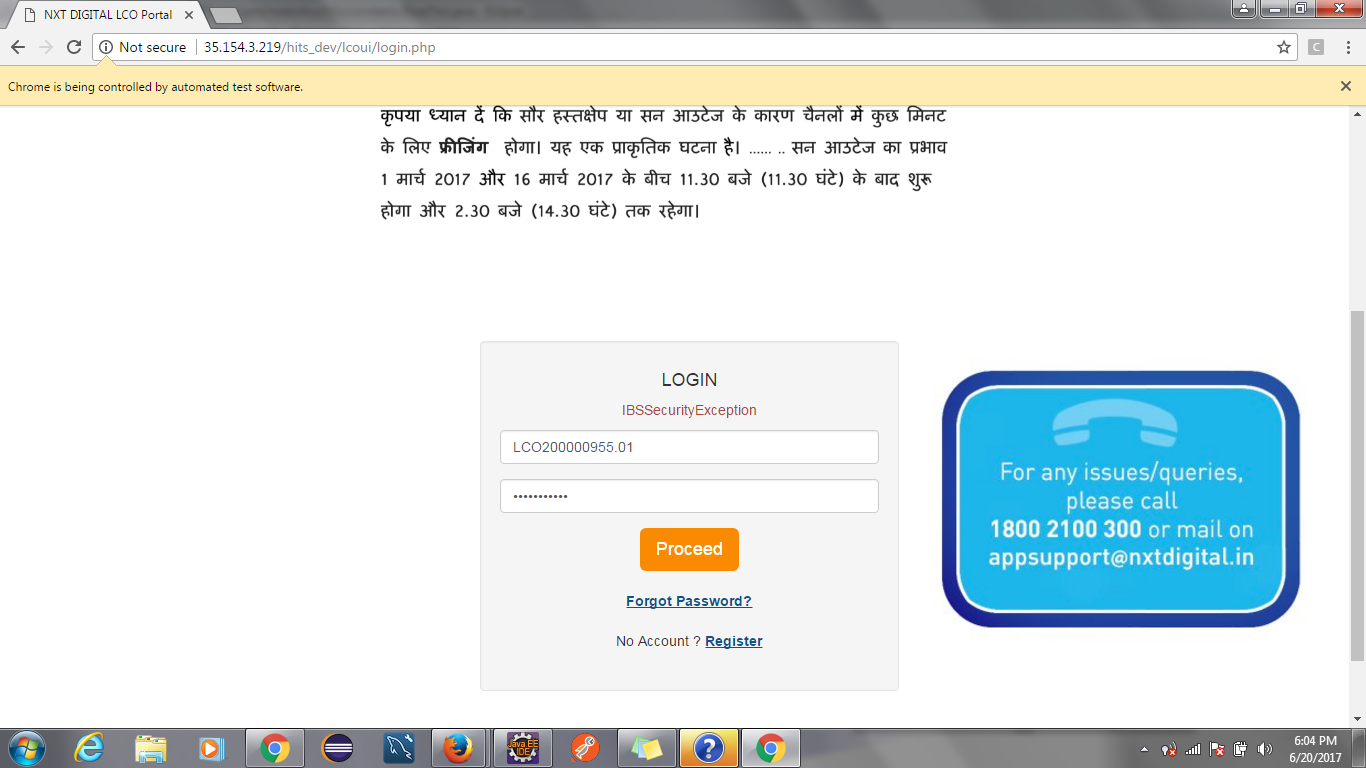 NXT DIGITAL LCO Portal
Not secure
35.154.3.219/hits_dev/lcoui/login.php
C
Chrome is being controlled by automated test software.
कृपया ध्यान दें कि सौर हस्तक्षेप या सन आउटेज के कारण चैनलों में कुछ मिनट
के लिए फ्रीजिंग होगा। यह एक प्राकृतिक घटना है। ...... .. सन आउटेज का प्रभाव
1 मार्च 2017 और 16 मार्च 2017 के बीच 11.30 बजे (11.30 घंटे) के बाद शुरू
होगा और 2.30 बजे (14.30 घंटे) तक रहेगा।
LOGIN
IBSSecurityException
LCO200000955.01
•••••••••••
Proceed
Forgot Password?
No Account ? Register
For any issues/queries,
please call
1800 2100 300 or mail on
appsupport@nxtdigital.in
Java EE
IDE
6:04 PM
6/20/2017